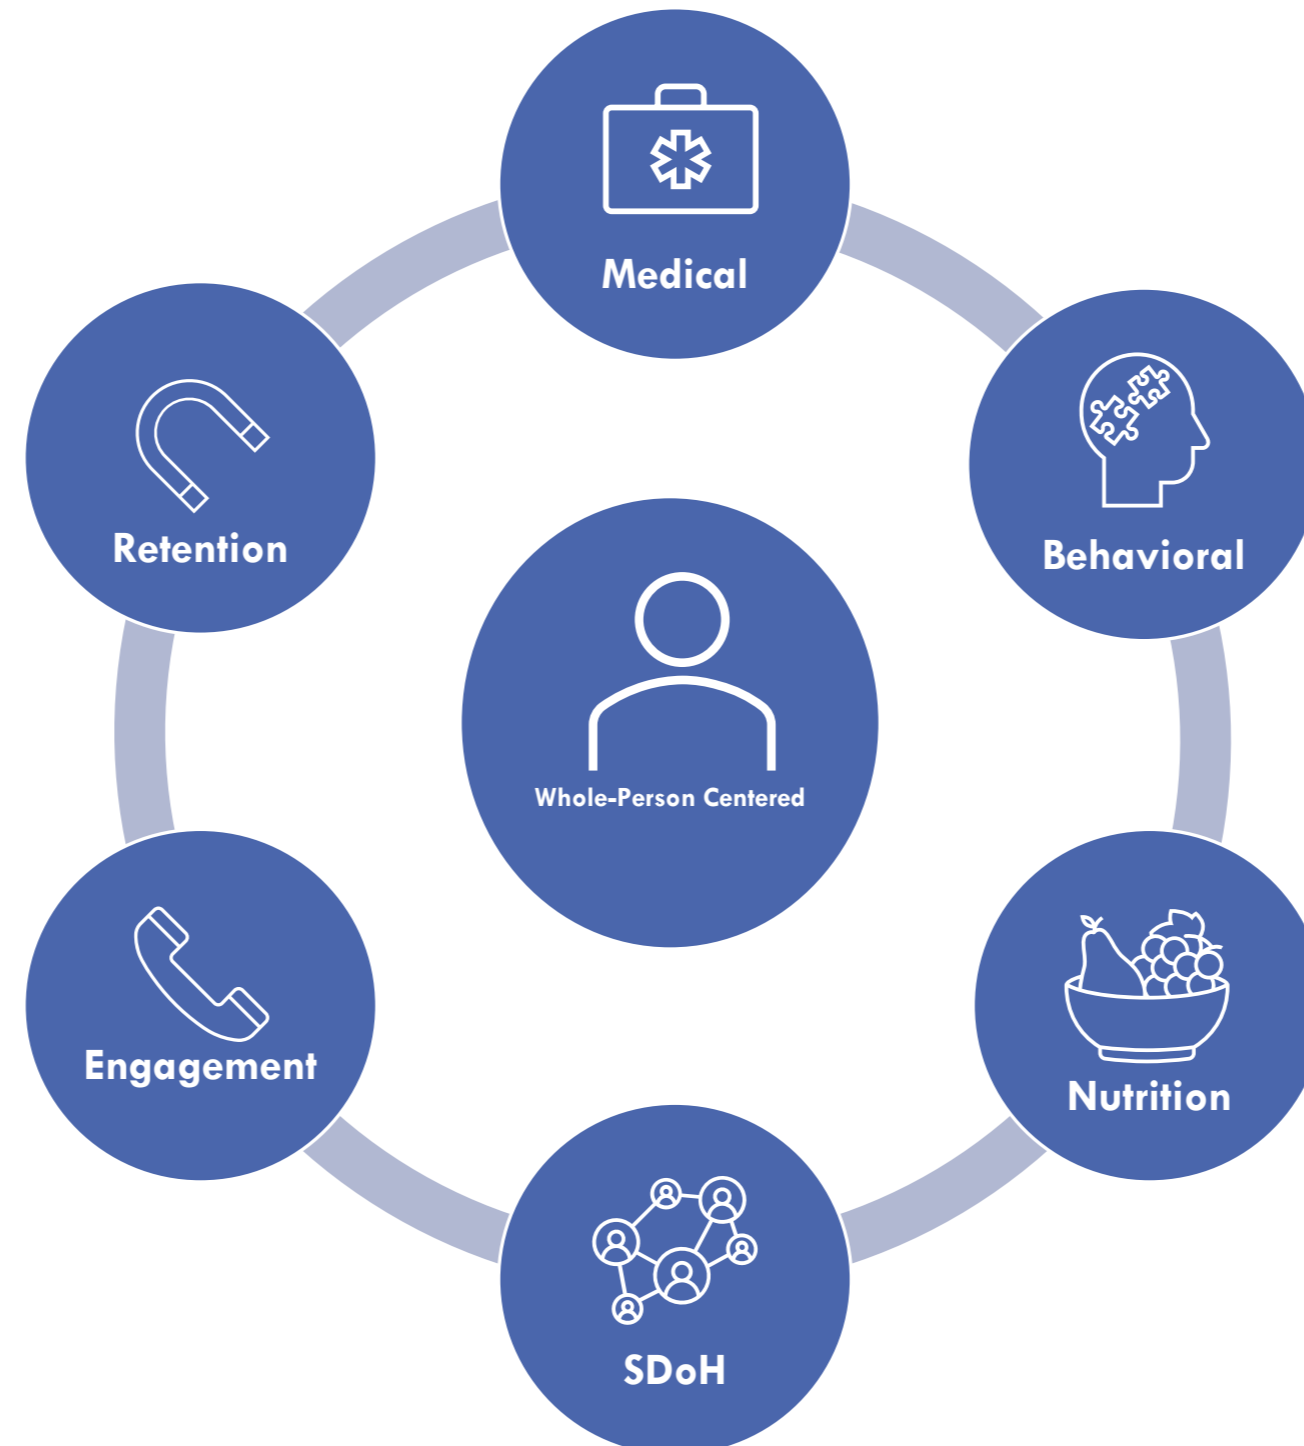 Medical
Behavioral
Nutrition
SDoH
Engagement
Retention
Whole-Person Centered